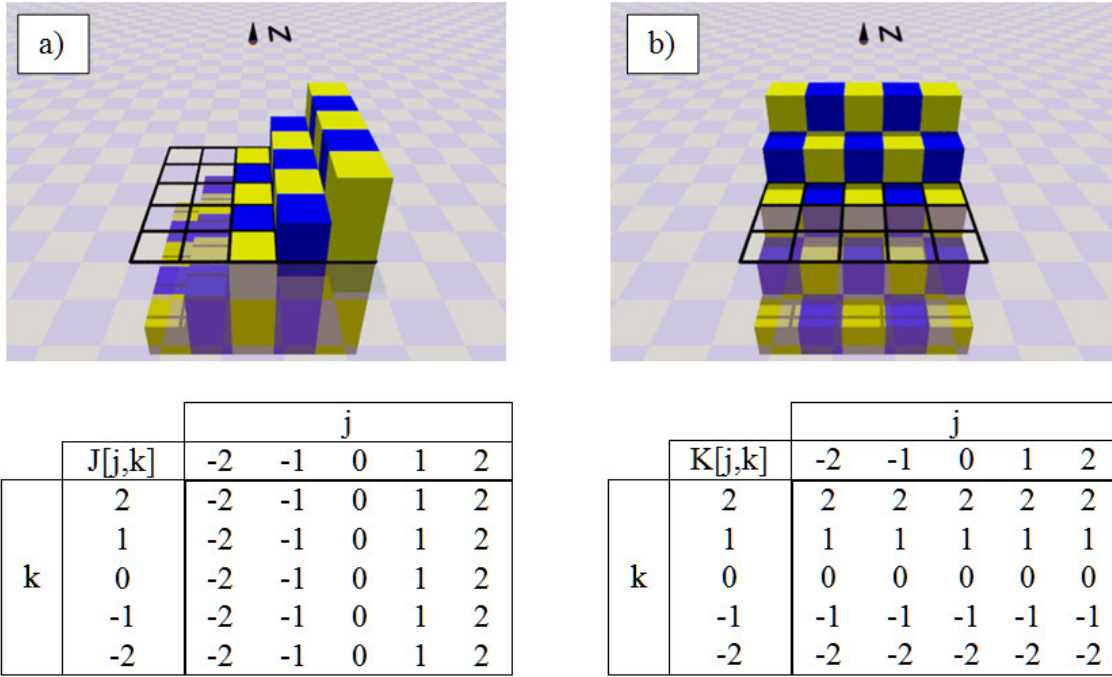 a)
N
b)
N
j
J[j,k] -2 -1 0 1 2
2 -2 -1 0 1 2
1 -2 -1 0 1 2
k 0 -2 -1 0 1 2
-1 -2 -1 0 1 2
-2 -2 -1 0 1 2
j
K[j,k] -2 -1 0 1 2
2 2 2 2 2 2
1 1 1 1 1 1
k 0 0 0 0 0 0
-1 -1 -1 -1 -1 -1
-2 -2 -2 -2 -2 -2